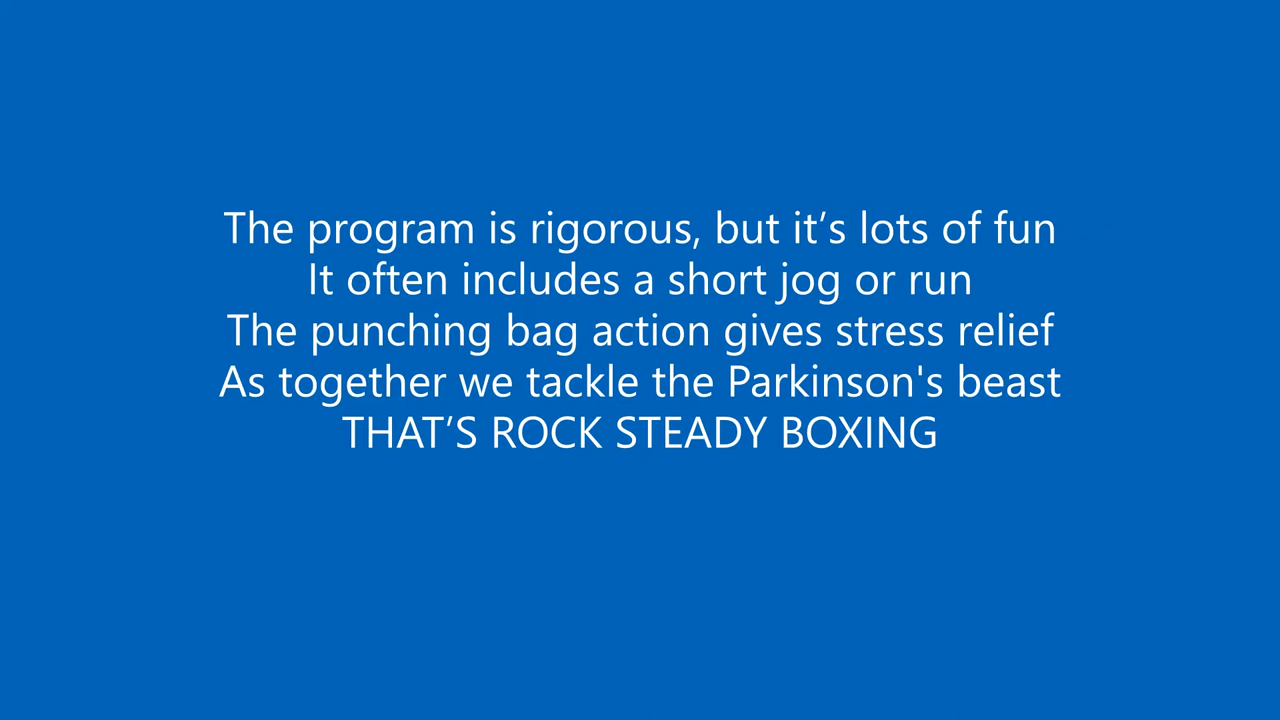 The program is rigorous, but it’s lots of fun
It often includes a short jog or run
The punching bag action gives stress relief
As together we tackle the Parkinson's beast
THAT’S ROCK STEADY BOXING